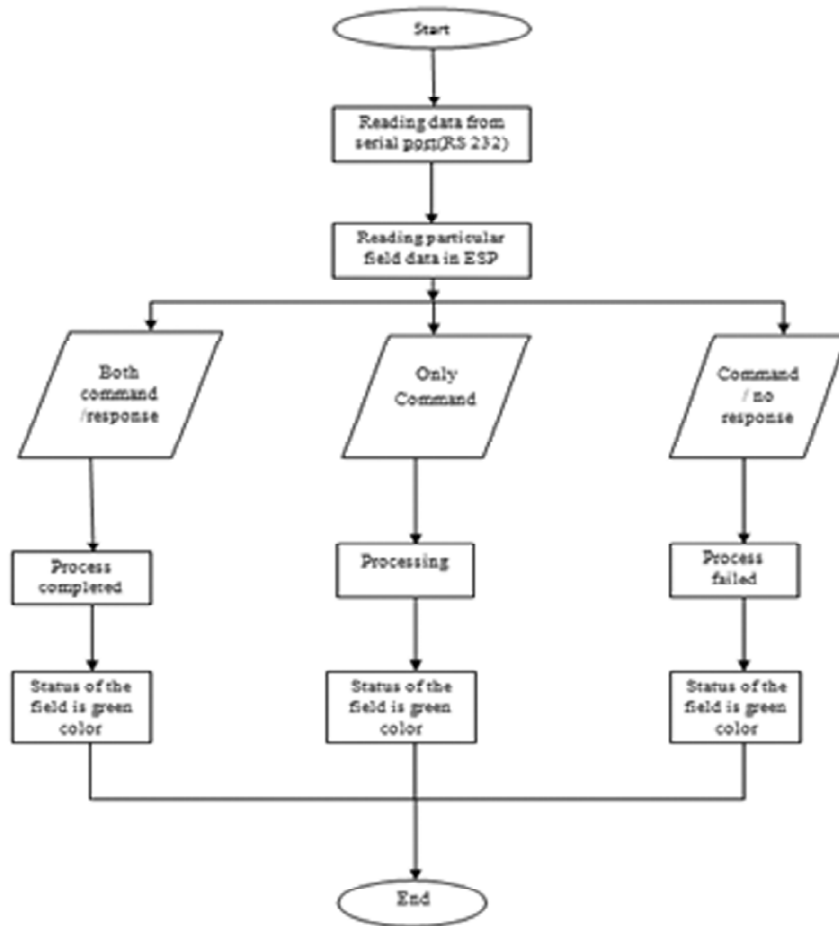 Start
Reading data from
serial port(RS 232)
Reading particular
field data in ESP
Both
command
/response
Only
Command
Command
/ no
response
Process
completed
Processing
Process
failed
Status of the
field is green
color
Status of the
field is green
color
Status of the
field is green
color
End